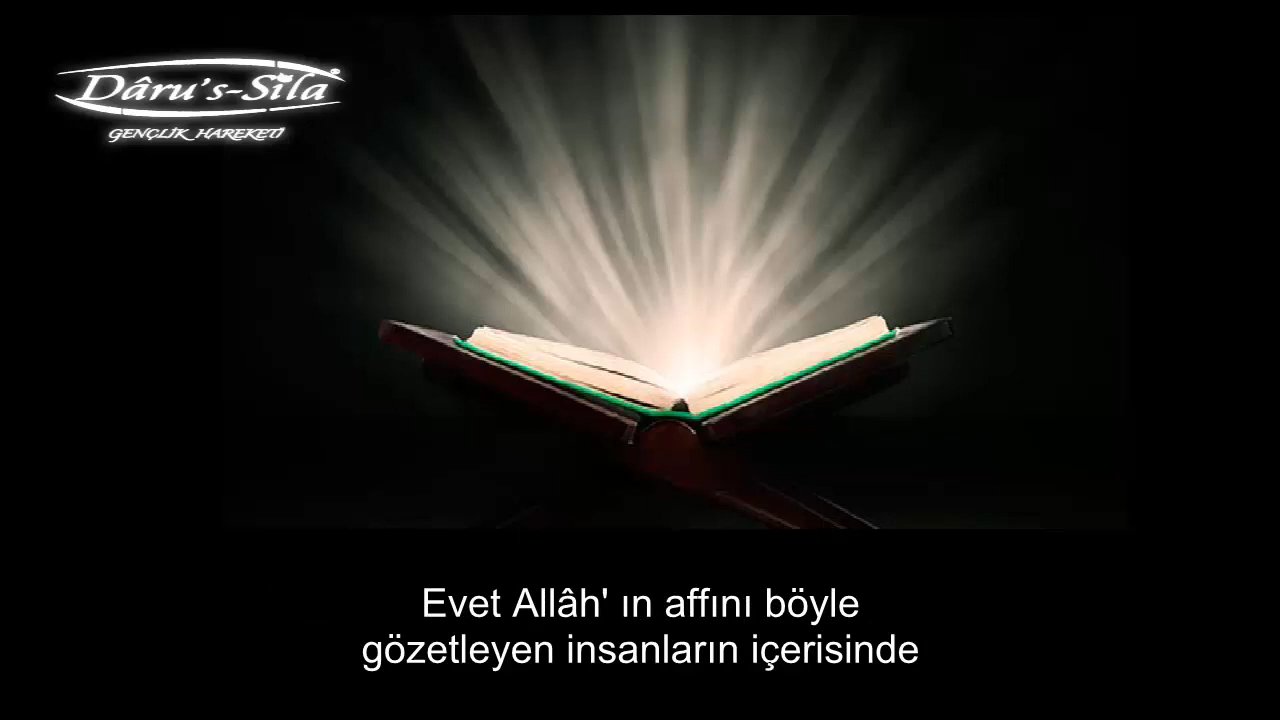 Dâru's-Sıla®
GENÇLİK HAREKETİ
Evet Allâh' ın affını böyle
gözetleyen insanların içerisinde